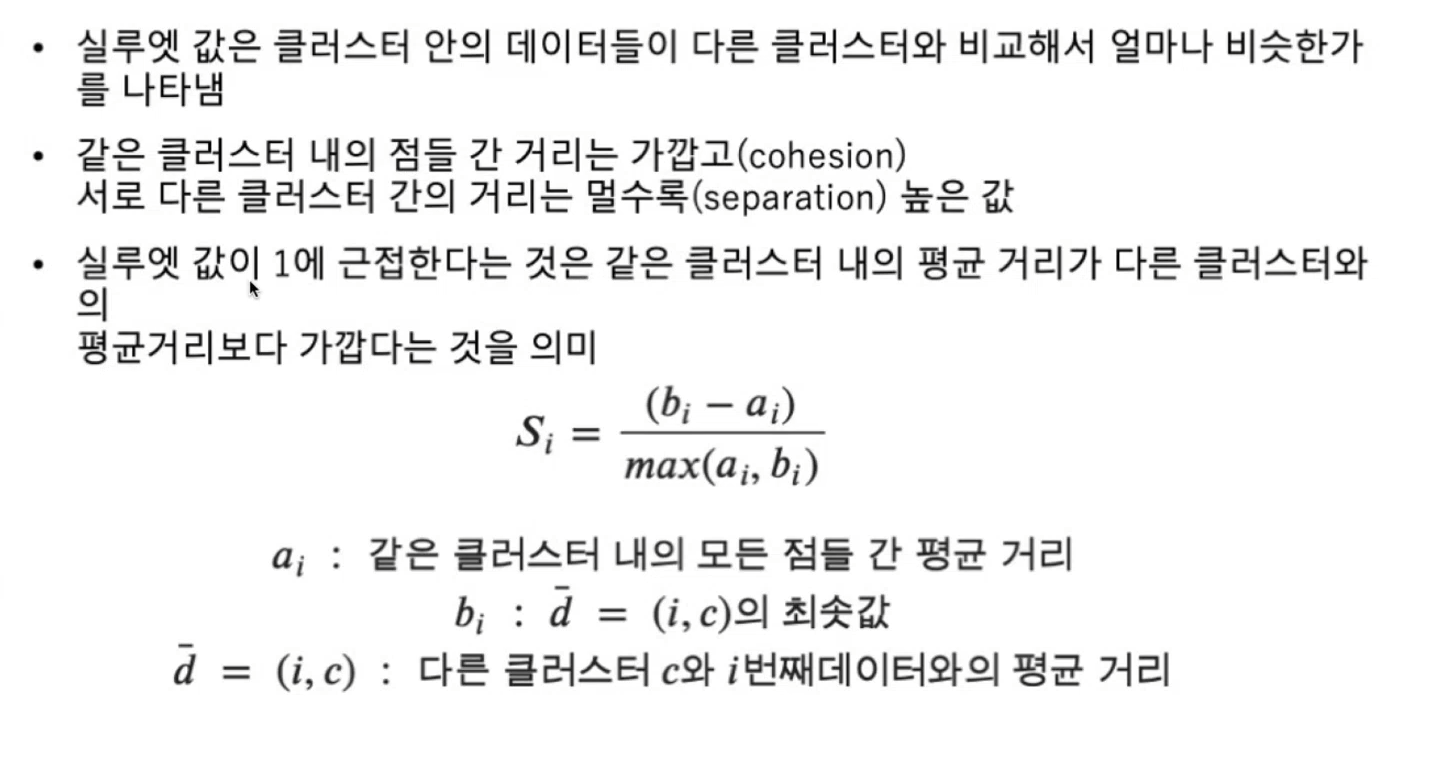 • 실루엣 값은 클러스터 안의 데이터들이 다른 클러스터와 비교해서 얼마나 비슷한가
를 나타냄
• 같은 클러스터 내의 점들 간 거리는 가깝고(cohesion)
서로 다른 클러스터 간의 거리는 멀수록(separation) 높은 값
• 실루엣 값이 1에 근접한다는 것은 같은 클러스터 내의 평균 거리가 다른 클러스터와
의
평균거리보다 가깝다는 것을 의미
S_i = (b_i − a_i) / max(a_i, b_i)
a_i : 같은 클러스터 내의 모든 점들 간 평균 거리
b_i : d̄ = (i, c)의 최솟값
d̄ = (i, c) : 다른 클러스터 c와 i번째데이터와의 평균 거리